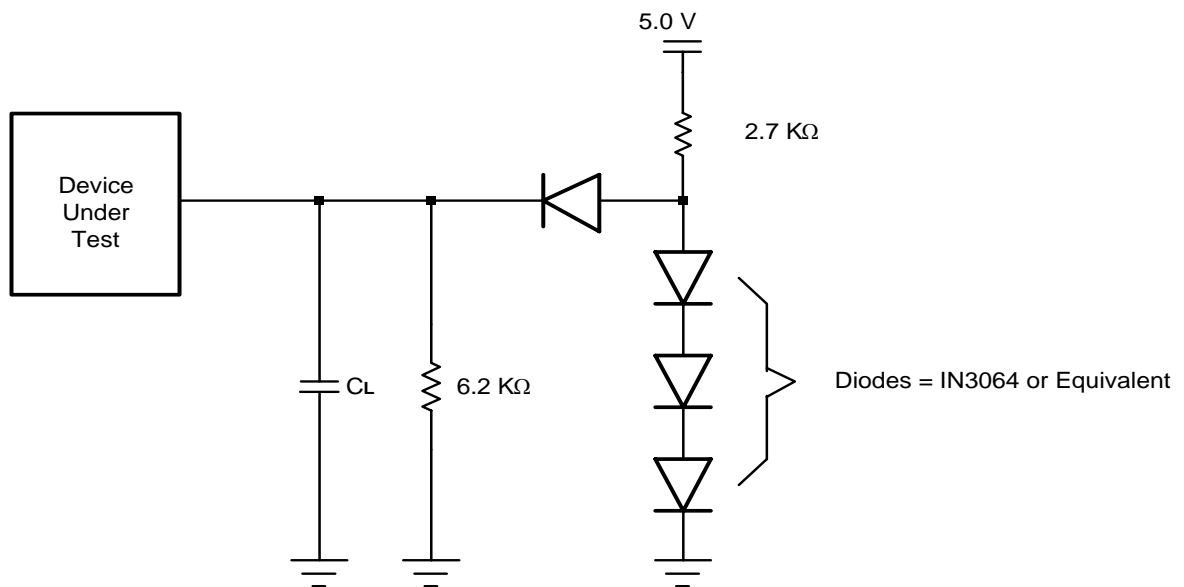 5.0 V
2.7 KΩ
Device
Under
Test
CL
6.2 KΩ
Diodes = IN3064 or Equivalent